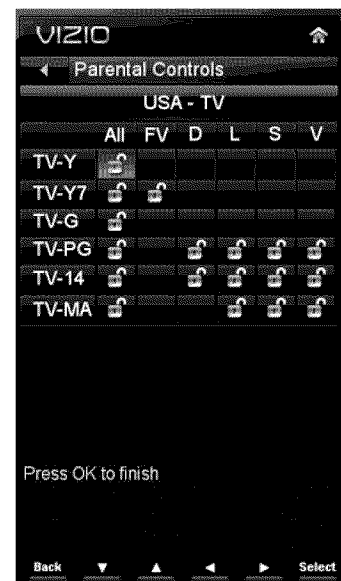 VIZIO
Parental Controls
USA - TV
All FV D L S V
TV-Y
TV-Y7
TV-G
TV-PG
TV-14
TV-MA
Press OK to finish
Back Select